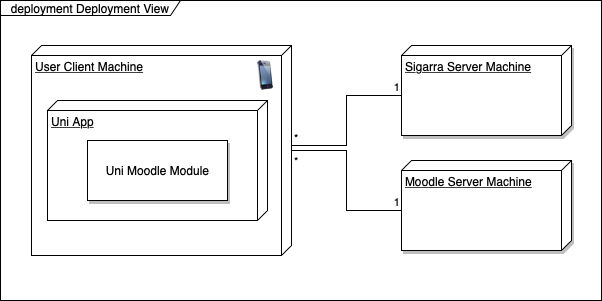 deployment Deployment View
User Client Machine
Uni App
Uni Moodle Module
Sigarra Server Machine
1
*
*
Moodle Server Machine
1